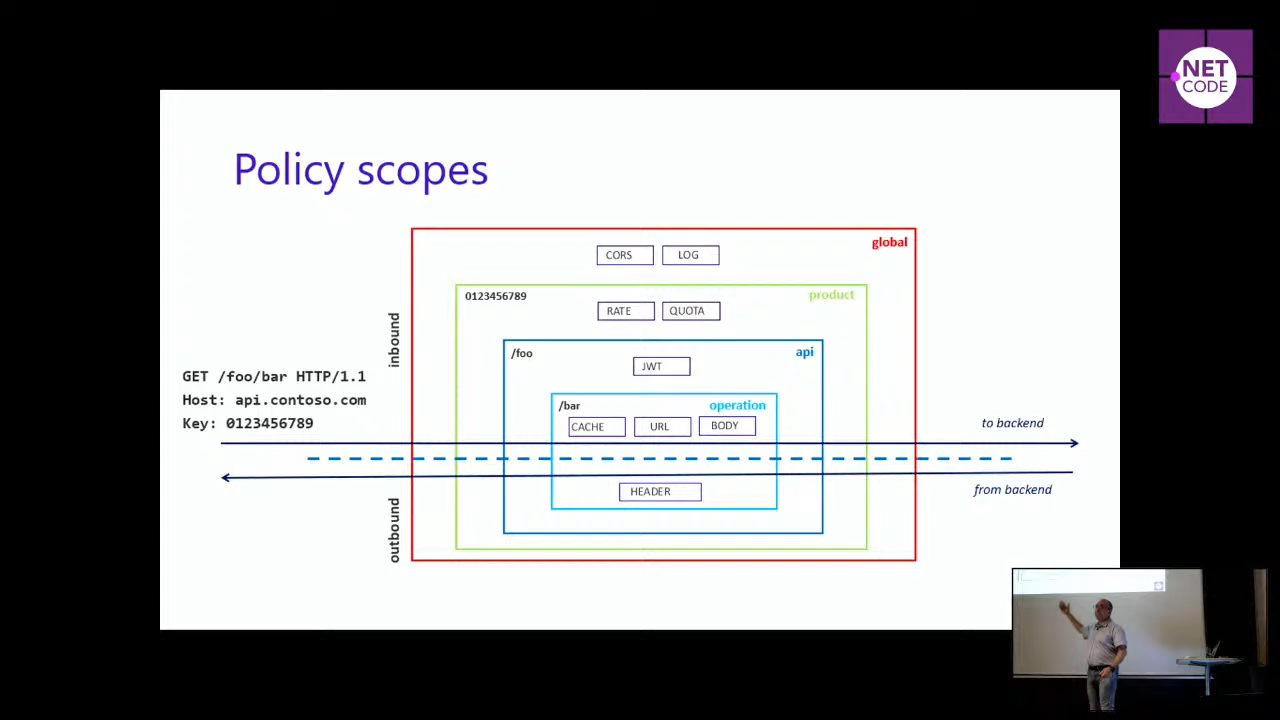 NET
CODE
Policy scopes
global
CORS
LOG
0123456789
product
RATE
QUOTA
inbound
/foo
api
JWT
GET /foo/bar HTTP/1.1
Host: api.contoso.com
Key: 0123456789
/bar
operation
CACHE
URL
BODY
to backend
from backend
HEADER
outbound